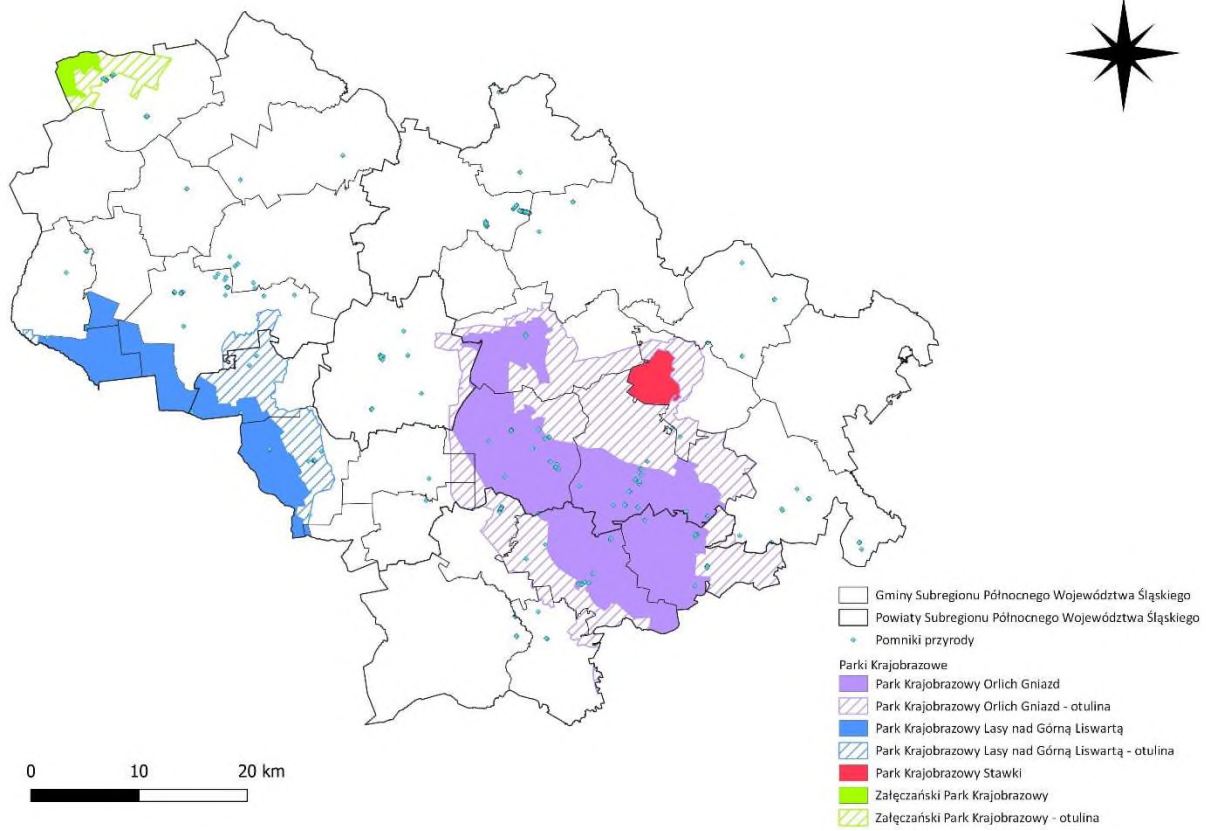 Gminy Subregionu Północnego Województwa Śląskiego
Powiaty Subregionu Północnego Województwa Śląskiego
Pomniki przyrody
Parki Krajobrazowe
Park Krajobrazowy Orlich Gniazd
Park Krajobrazowy Orlich Gniazd - otulina
Park Krajobrazowy Lasy nad Górną Liswartą
Park Krajobrazowy Lasy nad Górną Liswartą - otulina
Park Krajobrazowy Stawki
Załęczański Park Krajobrazowy
Załęczański Park Krajobrazowy - otulina
0 10 20 km